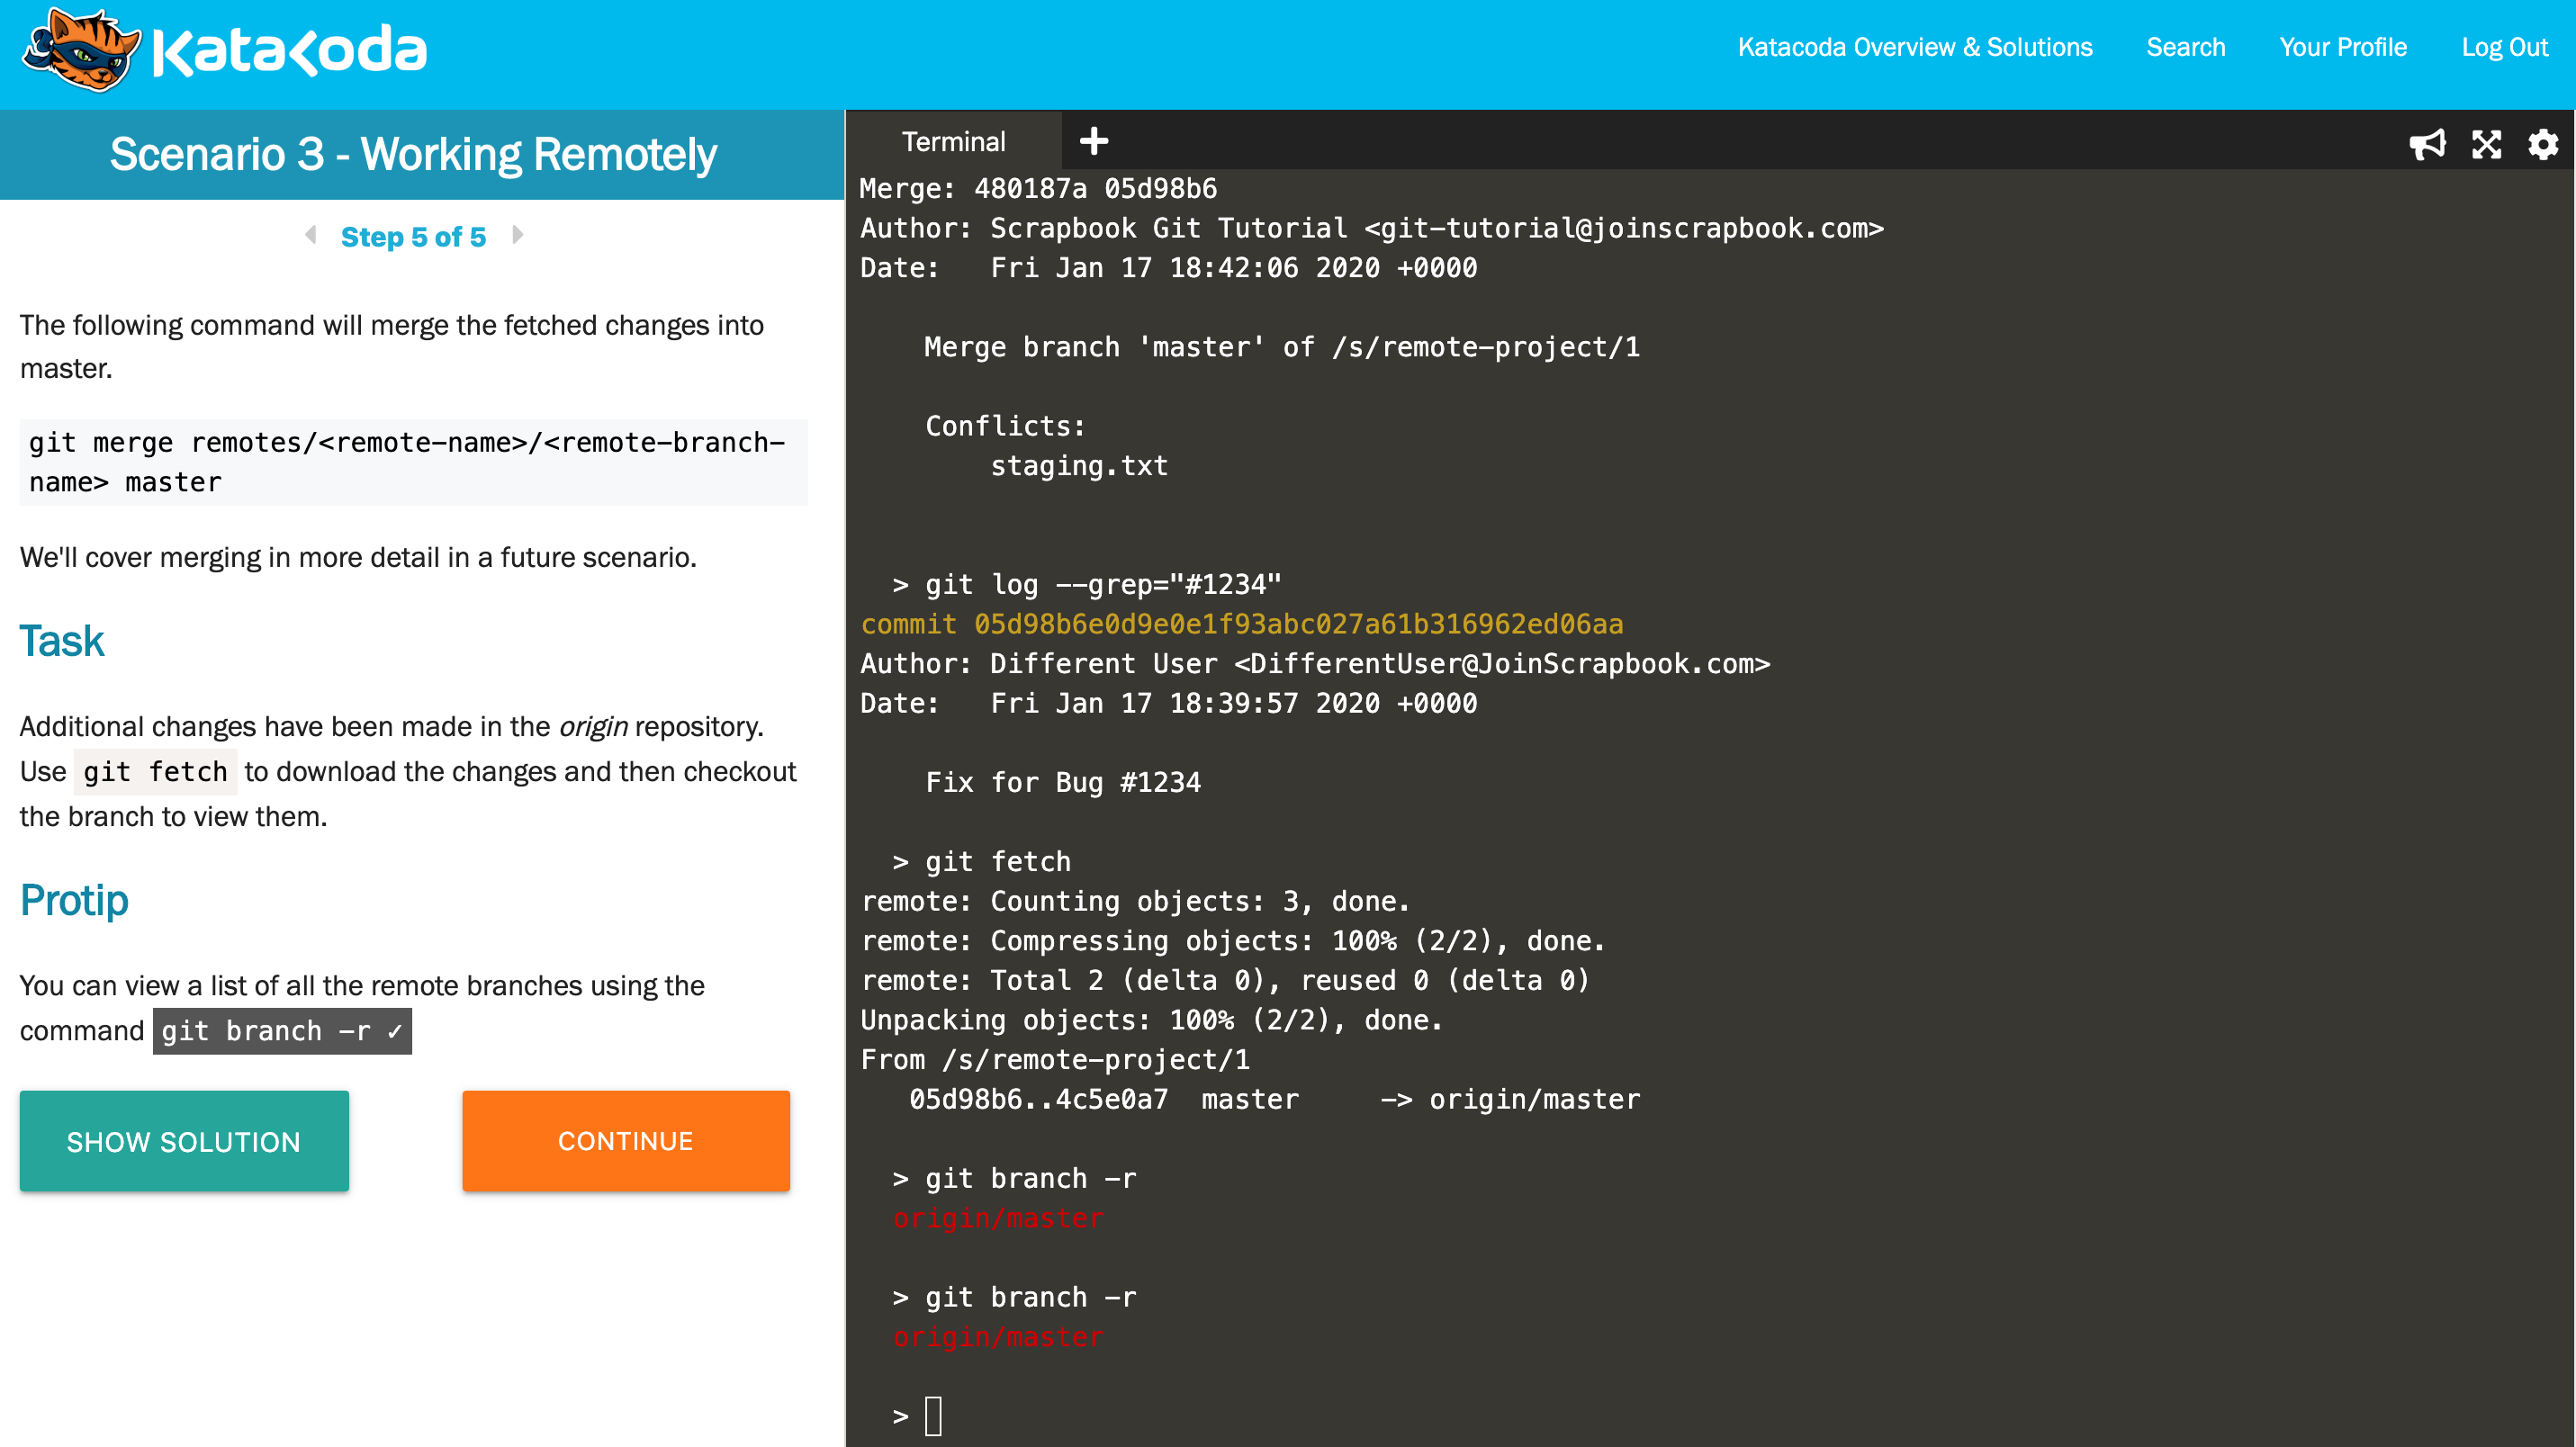 KataKoda
Katacoda Overview & Solutions
Search
Your Profile
Log Out
Scenario 3 - Working Remotely
Step 5 of 5
The following command will merge the fetched changes into
master.
git merge remotes/<remote-name>/<remote-branch-
name> master
We'll cover merging in more detail in a future scenario.
Task
Additional changes have been made in the origin repository.
Use git fetch to download the changes and then checkout
the branch to view them.
Protip
You can view a list of all the remote branches using the
command git branch -r ✓
SHOW SOLUTION
CONTINUE
Terminal
Merge: 480187a 05d98b6
Author: Scrapbook Git Tutorial <git-tutorial@joinscrapbook.com>
Date:   Fri Jan 17 18:42:06 2020 +0000
Merge branch 'master' of /s/remote-project/1
Conflicts:
staging.txt
> git log --grep="#1234"
commit 05d98b6e0d9e0e1f93abc027a61b316962ed06aa
Author: Different User <DifferentUser@JoinScrapbook.com>
Date:   Fri Jan 17 18:39:57 2020 +0000
Fix for Bug #1234
> git fetch
remote: Counting objects: 3, done.
remote: Compressing objects: 100% (2/2), done.
remote: Total 2 (delta 0), reused 0 (delta 0)
Unpacking objects: 100% (2/2), done.
From /s/remote-project/1
05d98b6..4c5e0a7  master     -> origin/master
> git branch -r
origin/master
> git branch -r
origin/master
>